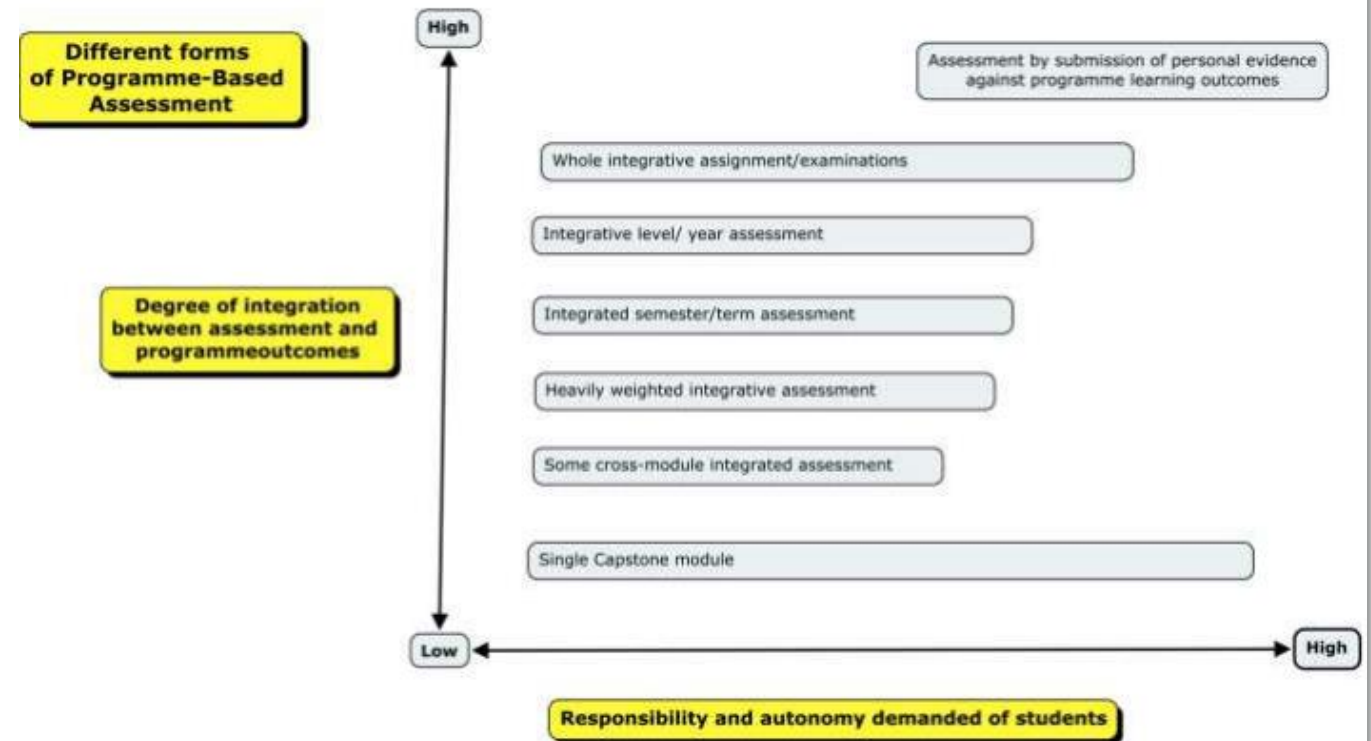 High
Different forms
of Programme-Based
Assessment
Assessment by submission of personal evidence
against programme learning outcomes
Whole integrative assignment/examinations
Integrative level/ year assessment
Degree of integration
between assessment and
programmeoutcomes
Integrated semester/term assessment
Heavily weighted integrative assessment
Some cross-module integrated assessment
Single Capstone module
Low
High
Responsibility and autonomy demanded of students